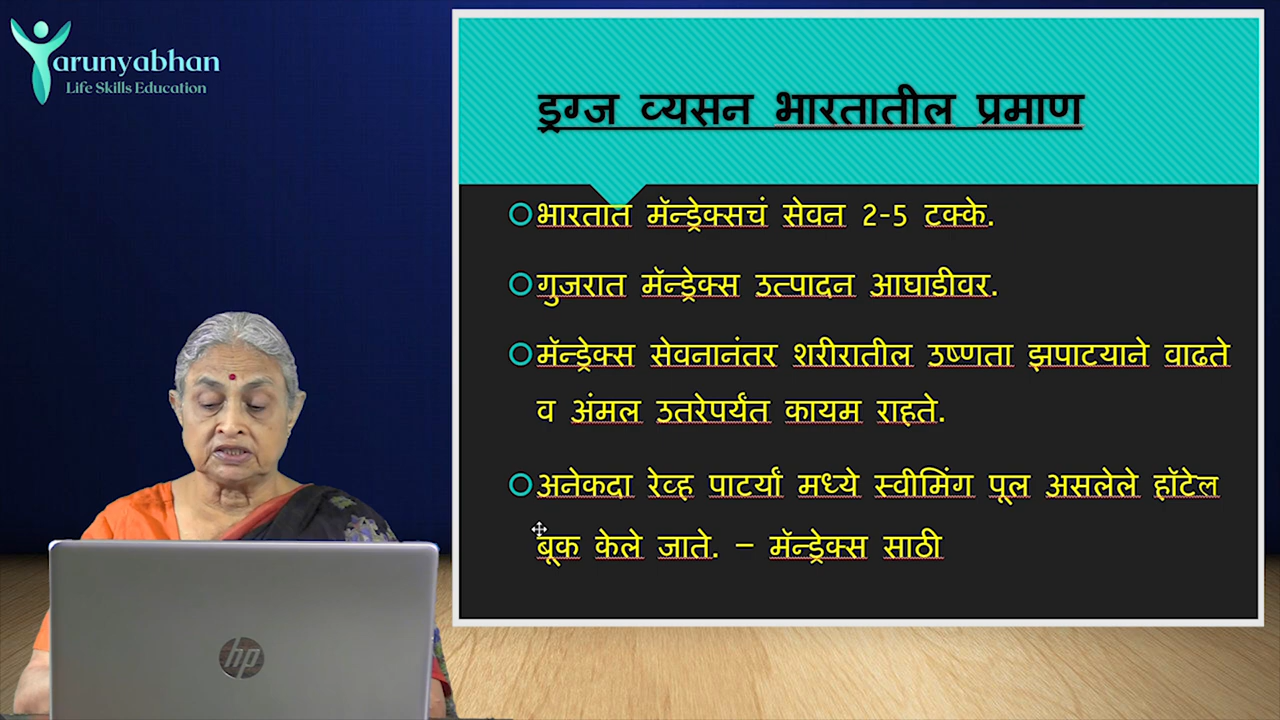 Tarunyabhan
Life Skills Education
ड्रग्ज व्यसन भारतातील प्रमाण
भारतात मॅन्ड्रेक्सचं सेवन 2-5 टक्के.
गुजरात मॅन्ड्रेक्स उत्पादन आघाडीवर.
मॅन्ड्रेक्स सेवनानंतर शरीरातील उष्णता झपाटयाने वाढते
व अंमल उतरेपर्यंत कायम राहते.
अनेकदा रेव्ह पाटर्यां मध्ये स्वीमिंग पूल असलेले हॉटेल
बूक केले जाते. – मॅन्ड्रेक्स साठी
hp